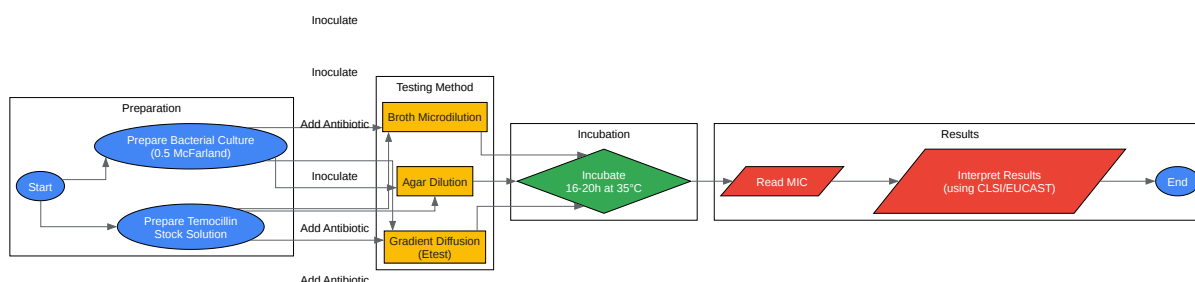 Inoculate
Inoculate
Testing Method
Preparation
Broth Microdilution
Add Antibiotic
Incubation
Results
Prepare Bacterial Culture
(0.5 McFarland)
Start
Inoculate
Agar Dilution
Incubate
16-20h at 35°C
Read MIC
Interpret Results
(using CLSI/EUCAST)
End
Prepare Temocillin
Stock Solution
Add Antibiotic
Gradient Diffusion
(Etest)
Add Antibiotic